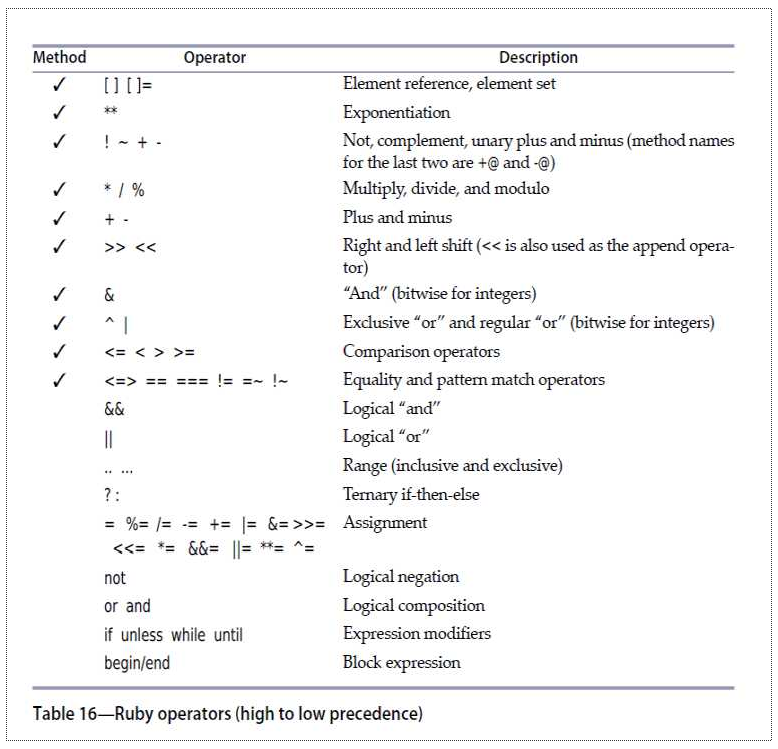 Method Operator Description
✓ [ ] [ ]= Element reference, element set
✓ ** Exponentiation
✓ ! ~ + - Not, complement, unary plus and minus (method names
for the last two are +@ and -@)
✓ * / % Multiply, divide, and modulo
✓ + - Plus and minus
✓ >> << Right and left shift (<< is also used as the append opera-
tor)
✓ & “And” (bitwise for integers)
✓ ^ | Exclusive “or” and regular “or” (bitwise for integers)
✓ <= < > >= Comparison operators
✓ <=> == === != =~ !~ Equality and pattern match operators
&& Logical “and”
|| Logical “or”
.. ... Range (inclusive and exclusive)
? : Ternary if-then-else
= %= /= -= += |= &= >>= Assignment
<<= *= &&= ||= **= ^=
not Logical negation
or and Logical composition
if unless while until Expression modifiers
begin/end Block expression
Table 16—Ruby operators (high to low precedence)